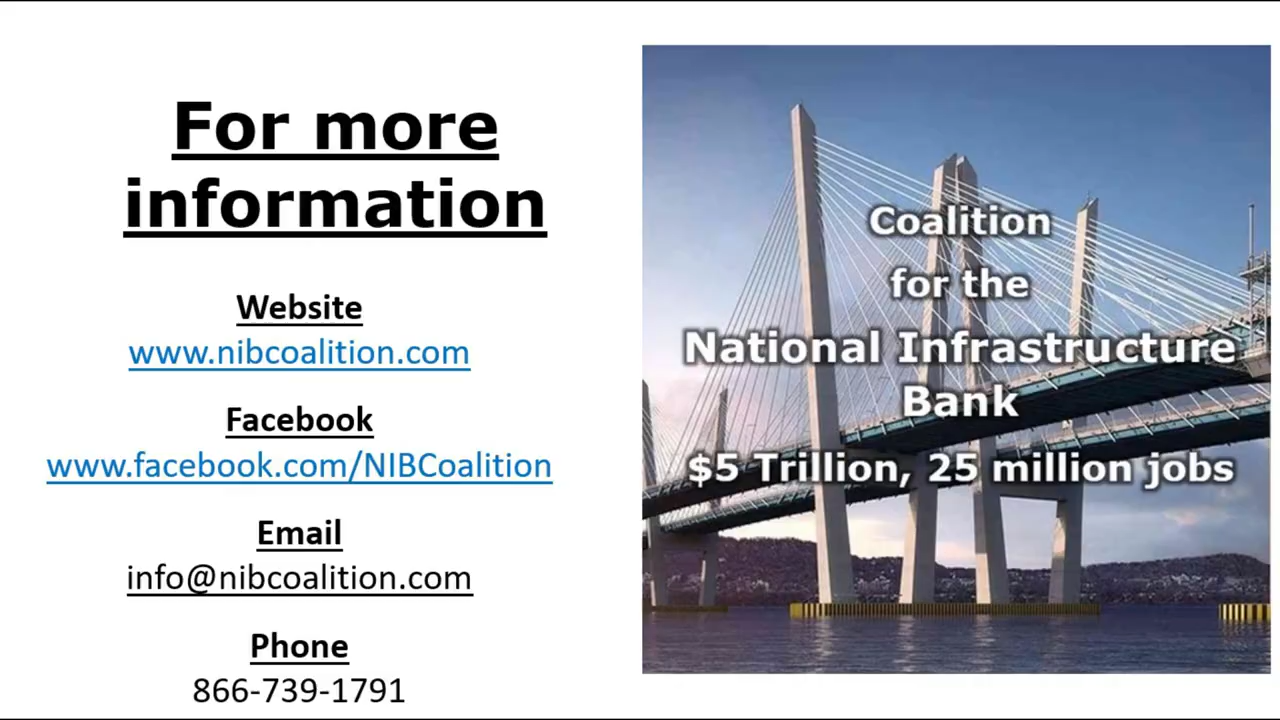 For more
information
Website
www.nibcoalition.com
Facebook
www.facebook.com/NIBCoalition
Email
info@nibcoalition.com
Phone
866-739-1791
Coalition
for the
National Infrastructure
Bank
$5 Trillion, 25 million jobs